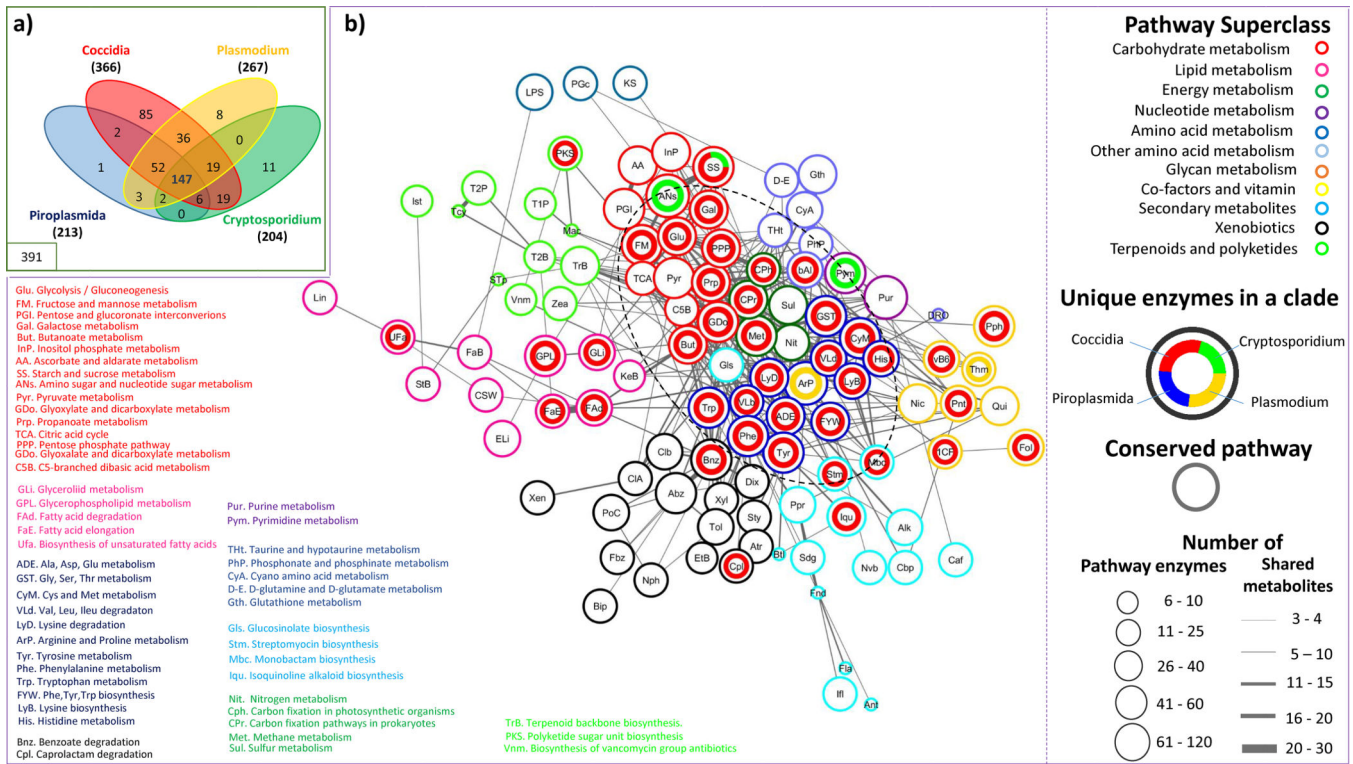 a)
Coccidia
(366)
Plasmodium
(267)
85
8
2
36
0
1
52
19
11
147
3
2
6
19
0
Piroplasmida
(213)
Cryptosporidium
(204)
391
Glu. Glycolysis / Gluconeogenesis
FM. Fructose and mannose metabolism
PGI. Pentose and glucoronate interconverions
Gal. Galactose metabolism
But. Butanoate metabolism
InP. Inositol phosphate metabolism
AA. Ascorbate and aldarate metabolism
SS. Starch and sucrose metabolism
ANs. Amino sugar and nucleotide sugar metabolism
Pyr. Pyruvate metabolism
GDo. Glyoxylate and dicarboxylate metabolism
Prp. Propanoate metabolism
TCA. Citric acid cycle
PPP. Pentose phosphate pathway
GDo. Glyoxalate and dicarboxylate metabolism
C5B. C5-branched dibasic acid metabolism
GLi. Glyceroliid metabolism
GPL. Glycerophospholipid metabolism
FAd. Fatty acid degradation
FaE. Fatty acid elongation
Ufa. Biosynthesis of unsaturated fatty acids
ADE. Ala, Asp, Glu metabolism
GST. Gly, Ser, Thr metabolism
CyM. Cys and Met metabolism
VLd. Val, Leu, Ileu degradaton
LyD. Lysine degradation
ArP. Arginine and Proline metabolism
Tyr. Tyrosine metabolism
Phe. Phenylalanine metabolism
Trp. Tryptophan metabolism
FYW. Phe,Tyr,Trp biosynthesis
LyB. Lysine biosynthesis
His. Histidine metabolism
Bnz. Benzoate degradation
Cpl. Caprolactam degradation
Pur. Purine metabolism
Pym. Pyrimidine metabolism
THt. Taurine and hypotaurine metabolism
PhP. Phosphonate and phosphinate metabolism
CyA. Cyano amino acid metabolism
D-E. D-glutamine and D-glutamate metabolism
Gth. Glutathione metabolism
Gls. Glucosinolate biosynthesis
Stm. Streptomocyin biosynthesis
Mbc. Monobactam biosynthesis
Iqu. Isoquinoline alkaloid biosynthesis
Nit. Nitrogen metabolism
Cph. Carbon fixation in photosynthetic organisms
CPr. Carbon fixation pathways in prokaryotes
Met. Methane metabolism
Sul. Sulfur metabolism
TrB. Terpenoid backbone biosynthesis.
PKS. Polyketide sugar unit biosynthesis
Vnm. Biosynthesis of vancomycin group antibiotics
b)
LPS
PGc
KS
PKS
AA
InP
SS
D-E
Gth
T2P
Ist
Tcy
T1P
PGI
ANs
Gal
CyA
Mac
FM
Glu
PPP
THt
PhP
T2B
TrB
TCA
Pyr
Prp
CPh
bAl
Pym
STp
Vnm
Zea
C5B
CPr
Sul
Pur
Lin
UFa
FaB
GPL
GLi
But
GDo
Met
Nit
GST
CyM
DRO
Pph
StB
CSW
KeB
Gls
LyD
VLd
His
vB6
Thm
ArP
LyB
ELi
FaE
FAd
Trp
VLb
ADE
FYW
Nic
Pnt
Qui
Phe
Tyr
Clb
Bnz
Stm
Mbc
1CF
Fol
Xen
ClA
Abz
Dix
PoC
Xyl
Ppr
Iqu
Alk
Tol
Sty
Fbz
EtB
Atr
Btl
Sdg
Nvb
Cbp
Caf
Nph
Cpl
Bip
Fnd
Fla
Ifl
Ant
Pathway Superclass
Carbohydrate metabolism
Lipid metabolism
Energy metabolism
Nucleotide metabolism
Amino acid metabolism
Other amino acid metabolism
Glycan metabolism
Co-factors and vitamin
Secondary metabolites
Xenobiotics
Terpenoids and polyketides
Unique enzymes in a clade
Coccidia
Cryptosporidium
Piroplasmida
Plasmodium
Conserved pathway
Number of
Pathway enzymes
Shared
metabolites
6 - 10
11 - 25
26 - 40
41 - 60
61 - 120
3 – 4
5 – 10
11 - 15
16 - 20
20 - 30